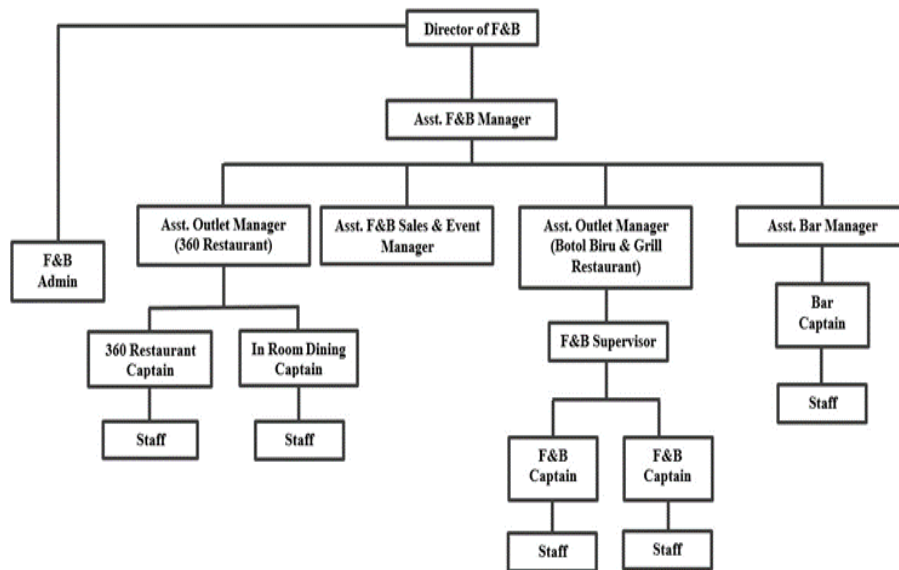 Director of F&B
Asst. F&B Manager
Asst. Outlet Manager
(360 Restaurant)
Asst. F&B Sales & Event
Manager
Asst. Outlet Manager
(Botol Biru & Grill
Restaurant)
Asst. Bar Manager
F&B
Admin
Bar
Captain
360 Restaurant
Captain
In Room Dining
Captain
F&B Supervisor
Staff
Staff
Staff
F&B
Captain
F&B
Captain
Staff
Staff